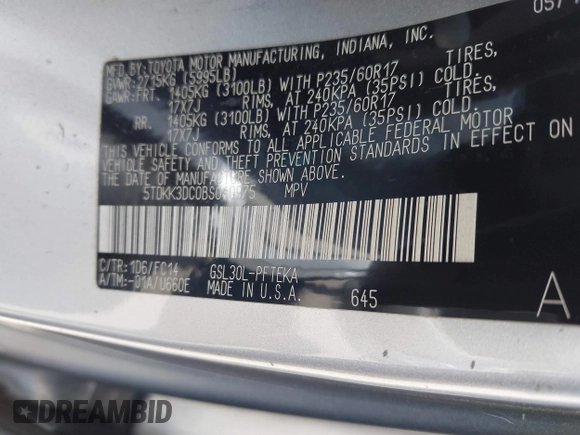 05/1
MFD.BY:TOYOTA MOTOR MANUFACTURING, INDIANA, INC.
GVWR: 2715KG (5995LB)
GAWR:FRT. 1405KG (3100LB) WITH P235/60R17 TIRES,
17X7J RIMS, AT 240KPA (35PSI) COLD.
RR. 1405KG (3100LB) WITH P235/60R17 TIRES,
17X7J RIMS, AT 240KPA (35PSI) COLD.
THIS VEHICLE CONFORMS TO ALL APPLICABLE FEDERAL MOTOR
VEHICLE SAFETY AND THEFT PREVENTION STANDARDS IN EFFECT
ON THE DATE OF MANUFACTURE SHOWN ABOVE.
MPV
C/TR:1D6/FC14 GSL30L-PFTEKA
A/TM:-01A/U660E MADE IN U.S.A. 645
A
DREAMBID